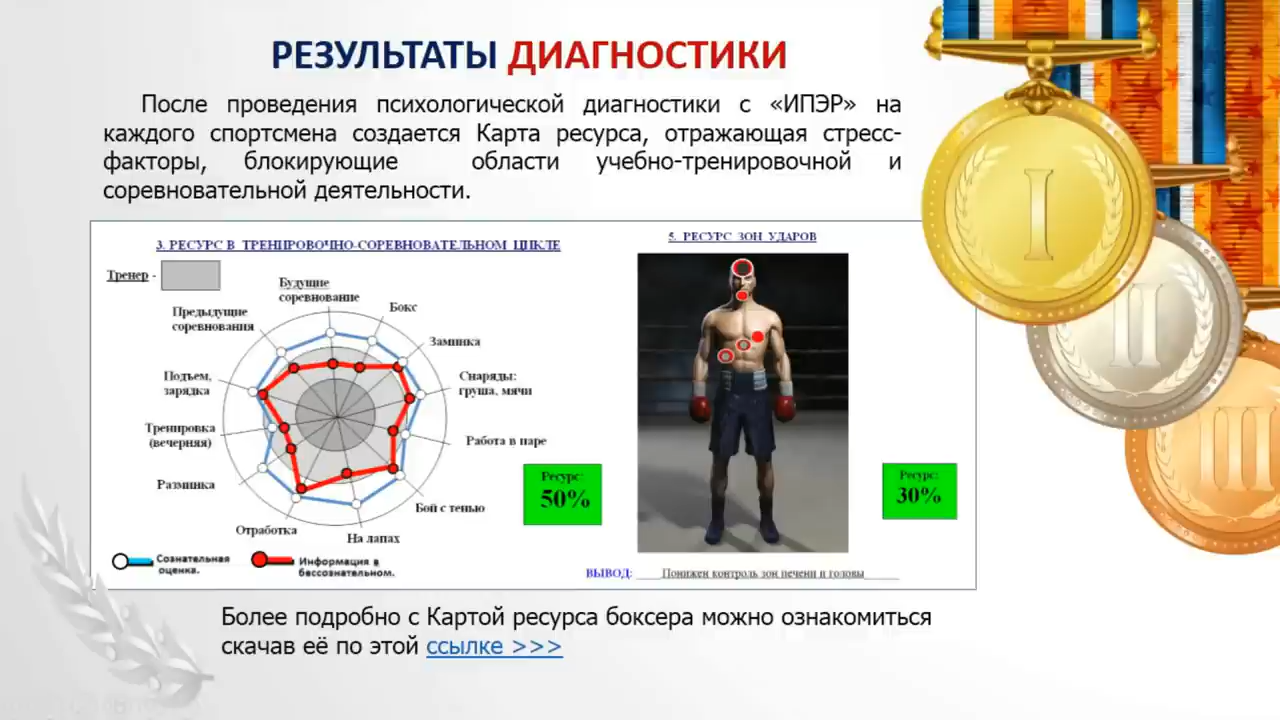 РЕЗУЛЬТАТЫ ДИАГНОСТИКИ
После проведения психологической диагностики с «ИПЭР» на
каждого спортсмена создается Карта ресурса, отражающая стресс-
факторы, блокирующие области учебно-тренировочной и
соревновательной деятельности.
3. РЕСУРС В ТРЕНИРОВОЧНО-СОРЕВНОВАТЕЛЬНОМ ЦИКЛЕ
Тренер -
Будущие
соревнование
Бокс
Предыдущие
соревнования
Заминка
Подъем,
зарядка
Снаряды:
груша, мячи
Тренировка
(вечерняя)
Работа в паре
Разминка
Бой с тенью
Отработка
На лапах
Ресурс:
50%
Сознательная
оценка.
Информация в
бессознательном.
5. РЕСУРС ЗОН УДАРОВ
Ресурс:
30%
ВЫВОД: ____Понижен контроль зон печени и головы______
Более подробно с Картой ресурса боксера можно ознакомиться
скачав её по этой ссылке >>>
I
II
III